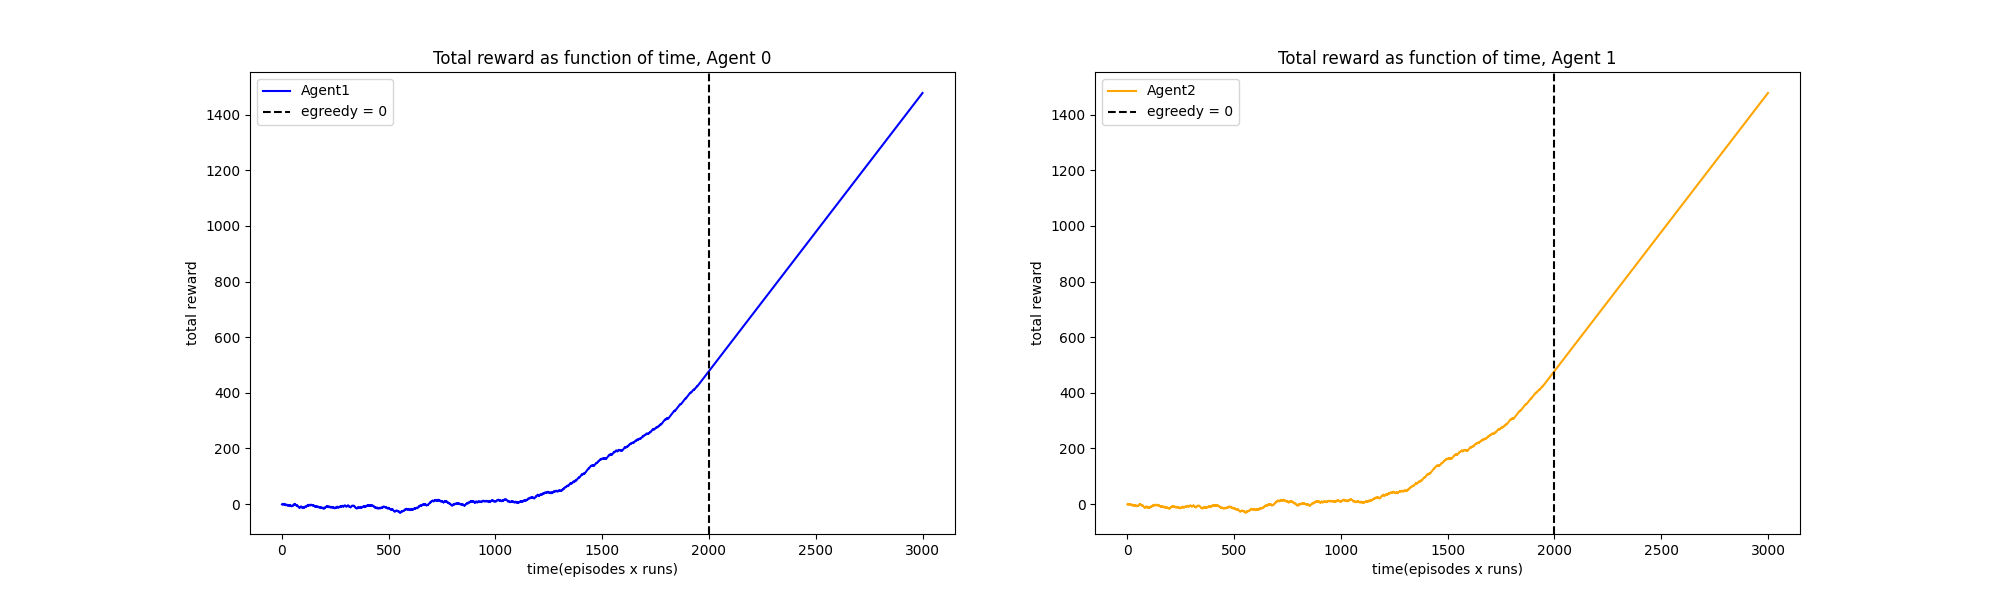 Total reward as function of time, Agent 0
Agent1
egreedy = 0
total reward
1400
1200
1000
800
600
400
200
0
0 500 1000 1500 2000 2500 3000
time(episodes x runs)
Total reward as function of time, Agent 1
Agent2
egreedy = 0
total reward
1400
1200
1000
800
600
400
200
0
0 500 1000 1500 2000 2500 3000
time(episodes x runs)